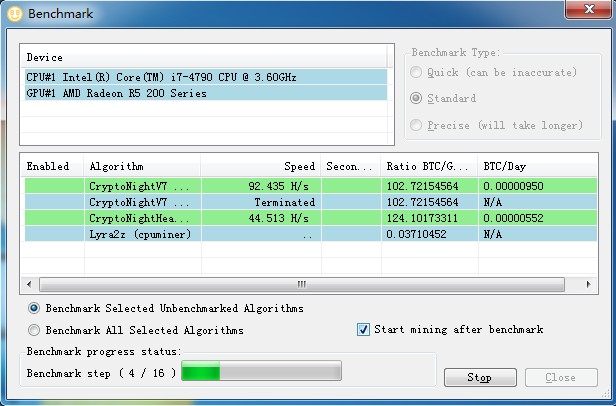 Benchmark
Device
CPU#1 Intel(R) Core(TM) i7-4790 CPU @ 3.60GHz
GPU#1 AMD Radeon R5 200 Series
Benchmark Type:
Quick (can be inaccurate)
Standard
Precise (will take longer)
Enabled Algorithm Speed Secon... Ratio BTC/G... BTC/Day
CryptoNightV7 ... 92.435 H/s 102.72154564 0.00000950
CryptoNightV7 ... Terminated 102.72154564 N/A
CryptoNightHea... 44.513 H/s 124.10173311 0.00000552
Lyra2z (cpuminer) .. 0.03710452 N/A
Benchmark Selected Unbenchmarked Algorithms
Benchmark All Selected Algorithms
Start mining after benchmark
Benchmark progress status:
Benchmark step ( 4 / 16 )
Stop
Close